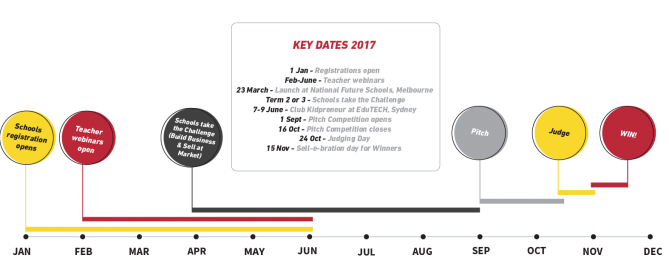 KEY DATES 2017
1 Jan - Registrations open
Feb-June - Teacher webinars
23 March - Launch at National Future Schools, Melbourne
Term 2 or 3 - Schools take the Challenge
7-9 June - Club Kidpreneur at EduTECH, Sydney
1 Sept - Pitch Competition opens
16 Oct - Pitch Competition closes
24 Oct - Judging Day
15 Nov - Sell-e-bration day for Winners
Schools
registration
opens
Teacher
webinars
open
Schools take
the Challenge
(Build Business
& Sell at
Market)
Pitch
Judge
WIN!
JAN FEB MAR APR MAY JUN JUL AUG SEP OCT NOV DEC